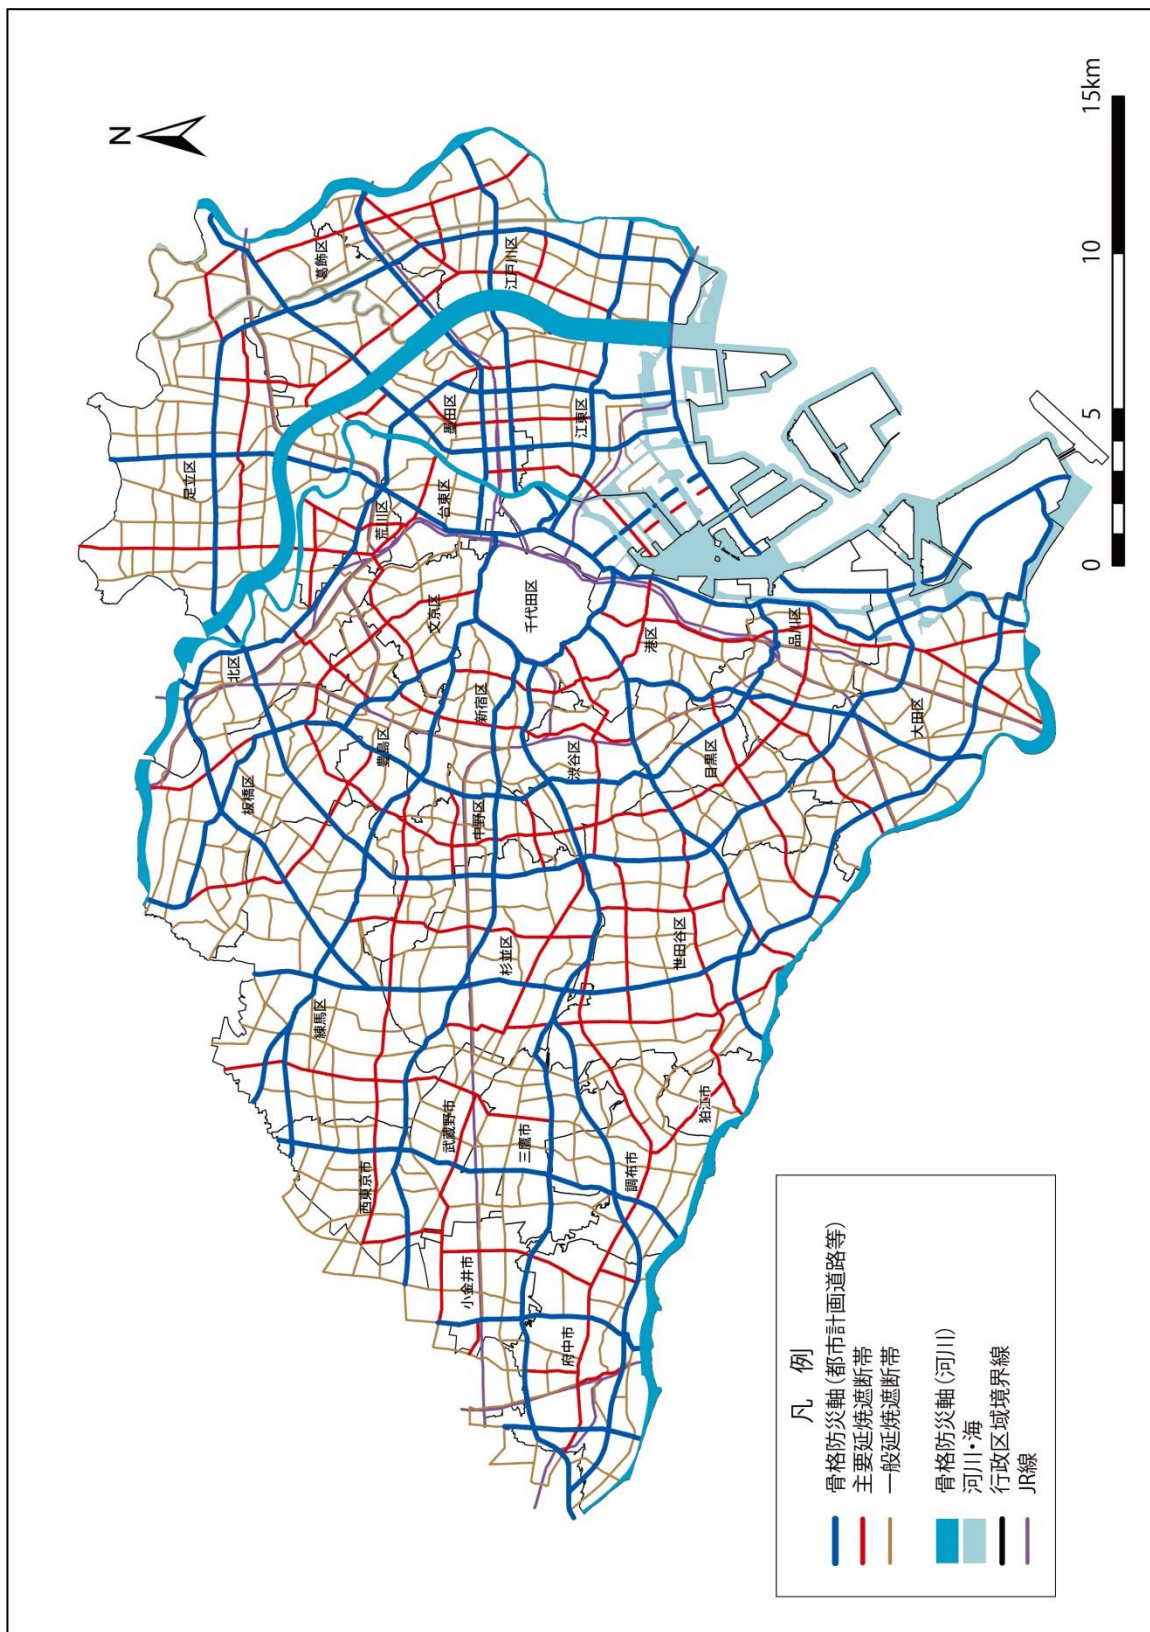 N
足立区
葛飾区
北区
荒川区
板橋区
練馬区
豊島区
文京区
台東区
墨田区
江戸川区
西東京市
武蔵野市
中野区
新宿区
千代田区
江東区
小金井市
三鷹市
杉並区
渋谷区
港区
府中市
調布市
世田谷区
目黒区
品川区
狛江市
大田区
凡 例
骨格防災軸(都市計画道路等)
主要延焼遮断帯
一般延焼遮断帯
骨格防災軸(河川)
河川・海
行政区域境界線
JR線
0 5 10 15km